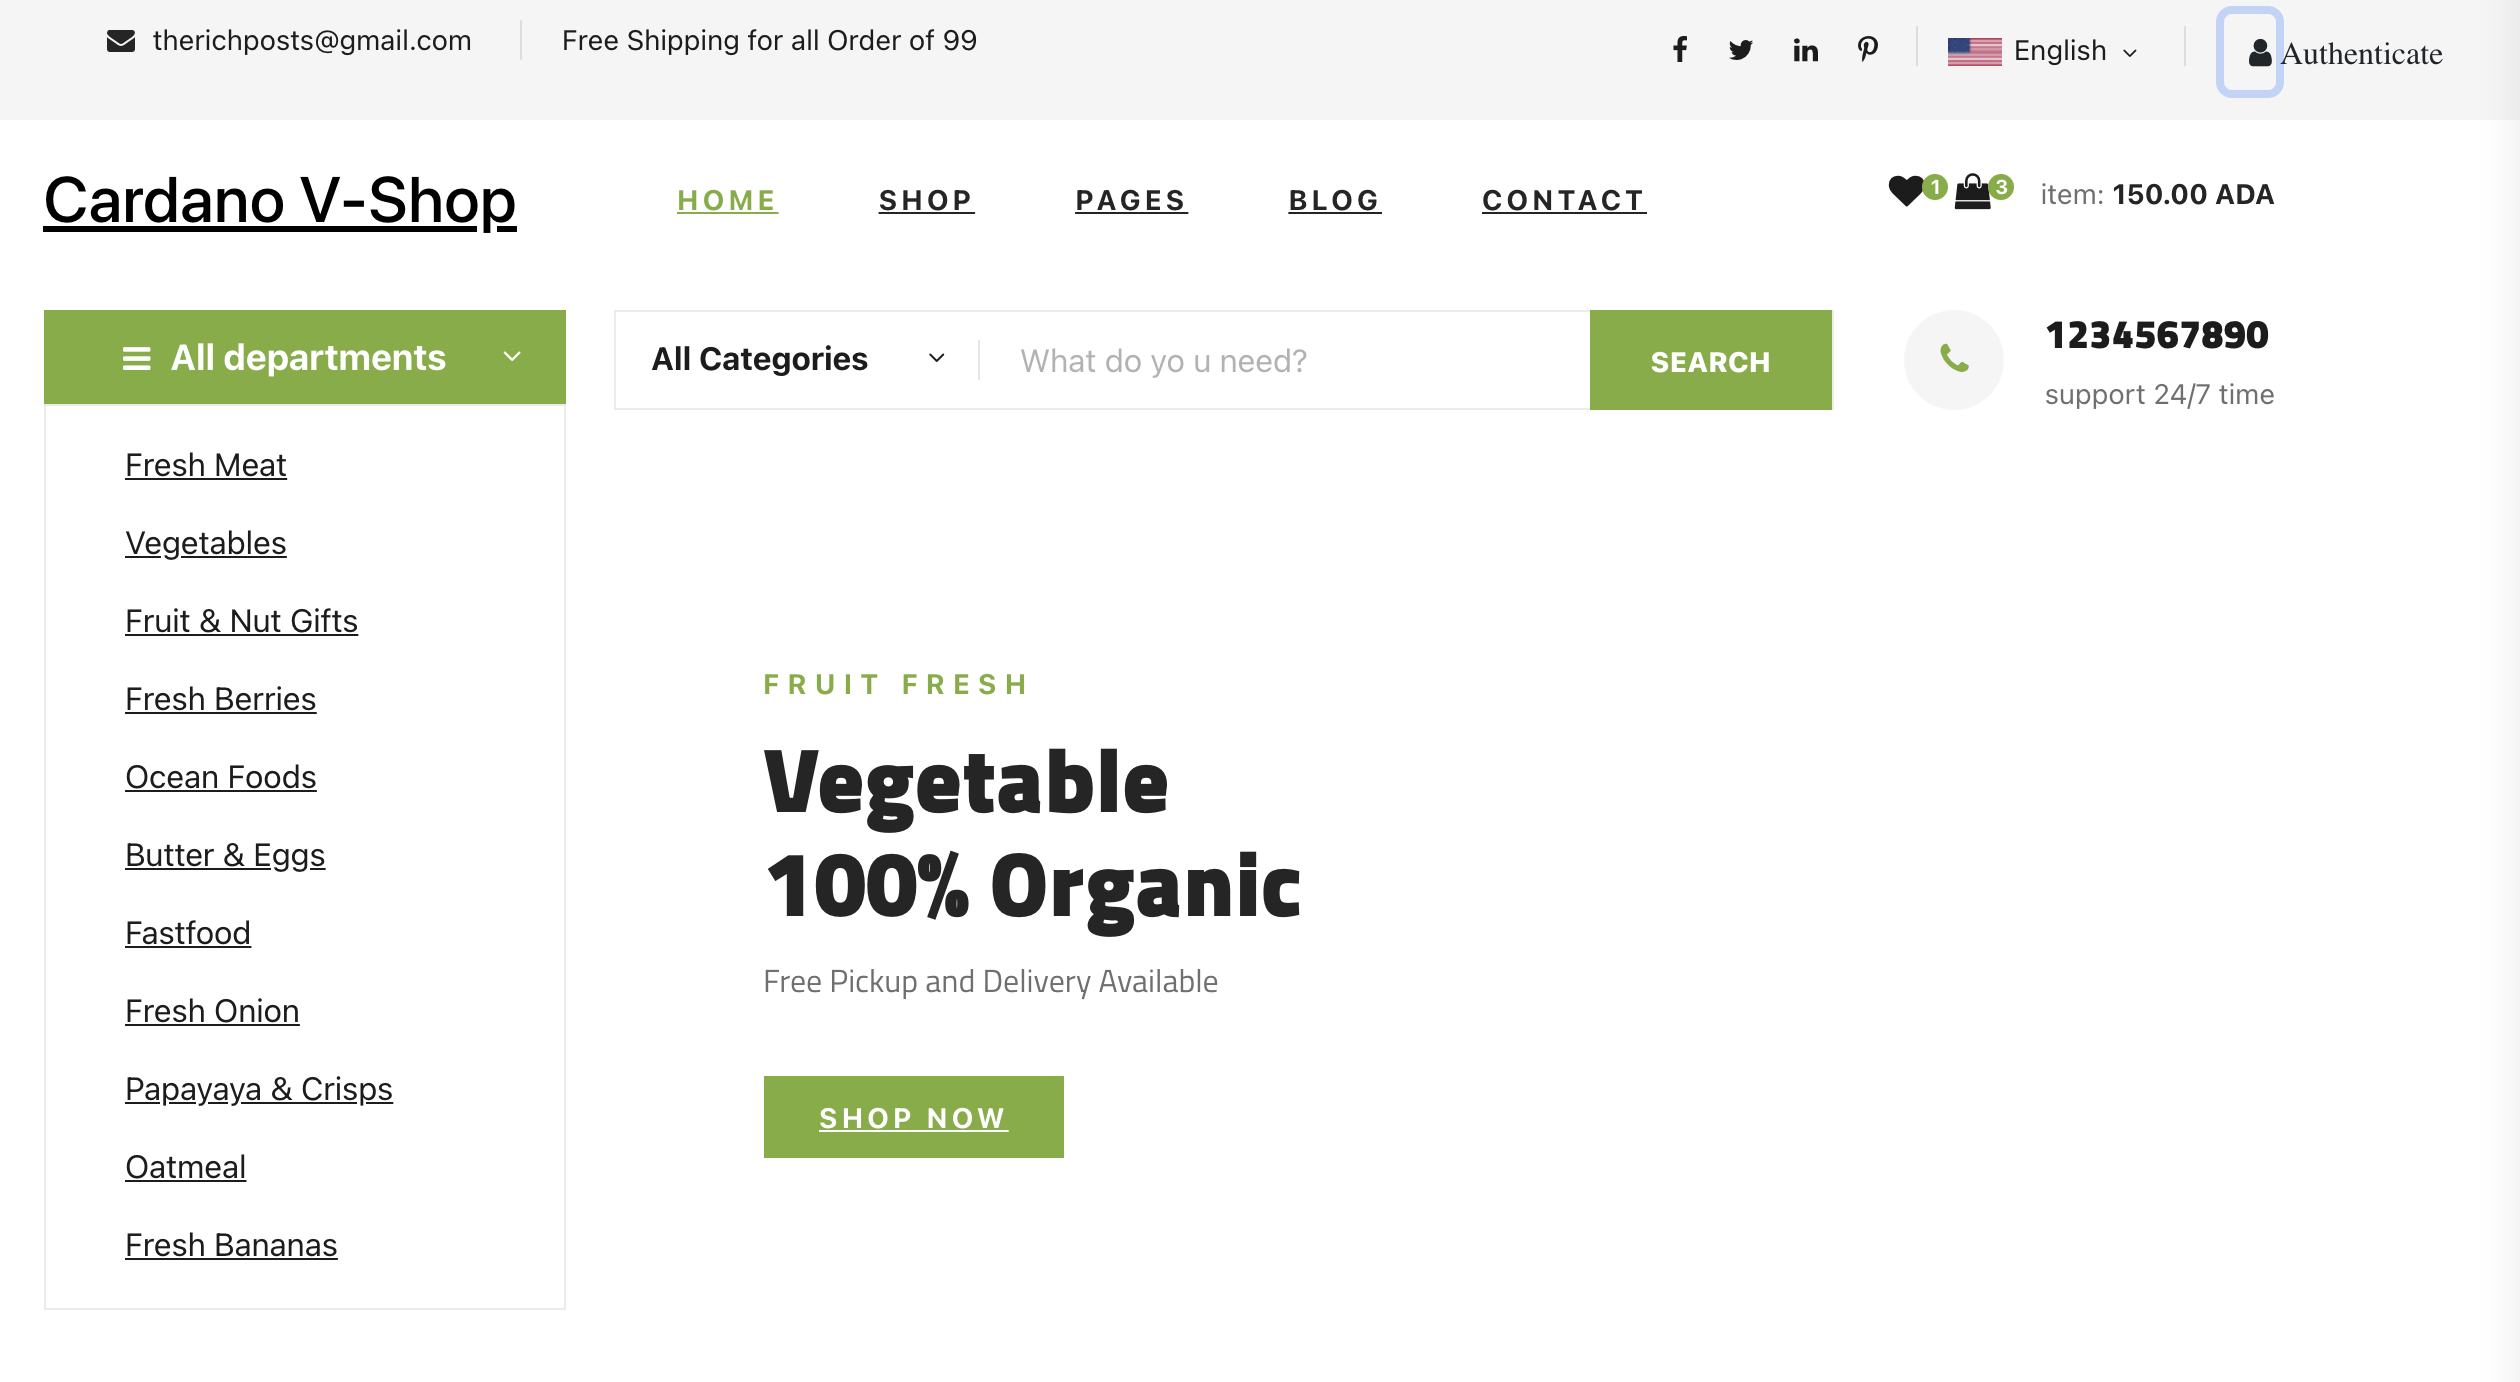 therichposts@gmail.com
Free Shipping for all Order of 99
English
Authenticate
Cardano V-Shop
HOME
SHOP
PAGES
BLOG
CONTACT
1
3
item: 150.00 ADA
All departments
All Categories
What do yo u need?
SEARCH
1234567890
support 24/7 time
Fresh Meat
Vegetables
Fruit & Nut Gifts
Fresh Berries
Ocean Foods
Butter & Eggs
Fastfood
Fresh Onion
Papayaya & Crisps
Oatmeal
Fresh Bananas
FRUIT FRESH
Vegetable
100% Organic
Free Pickup and Delivery Available
SHOP NOW